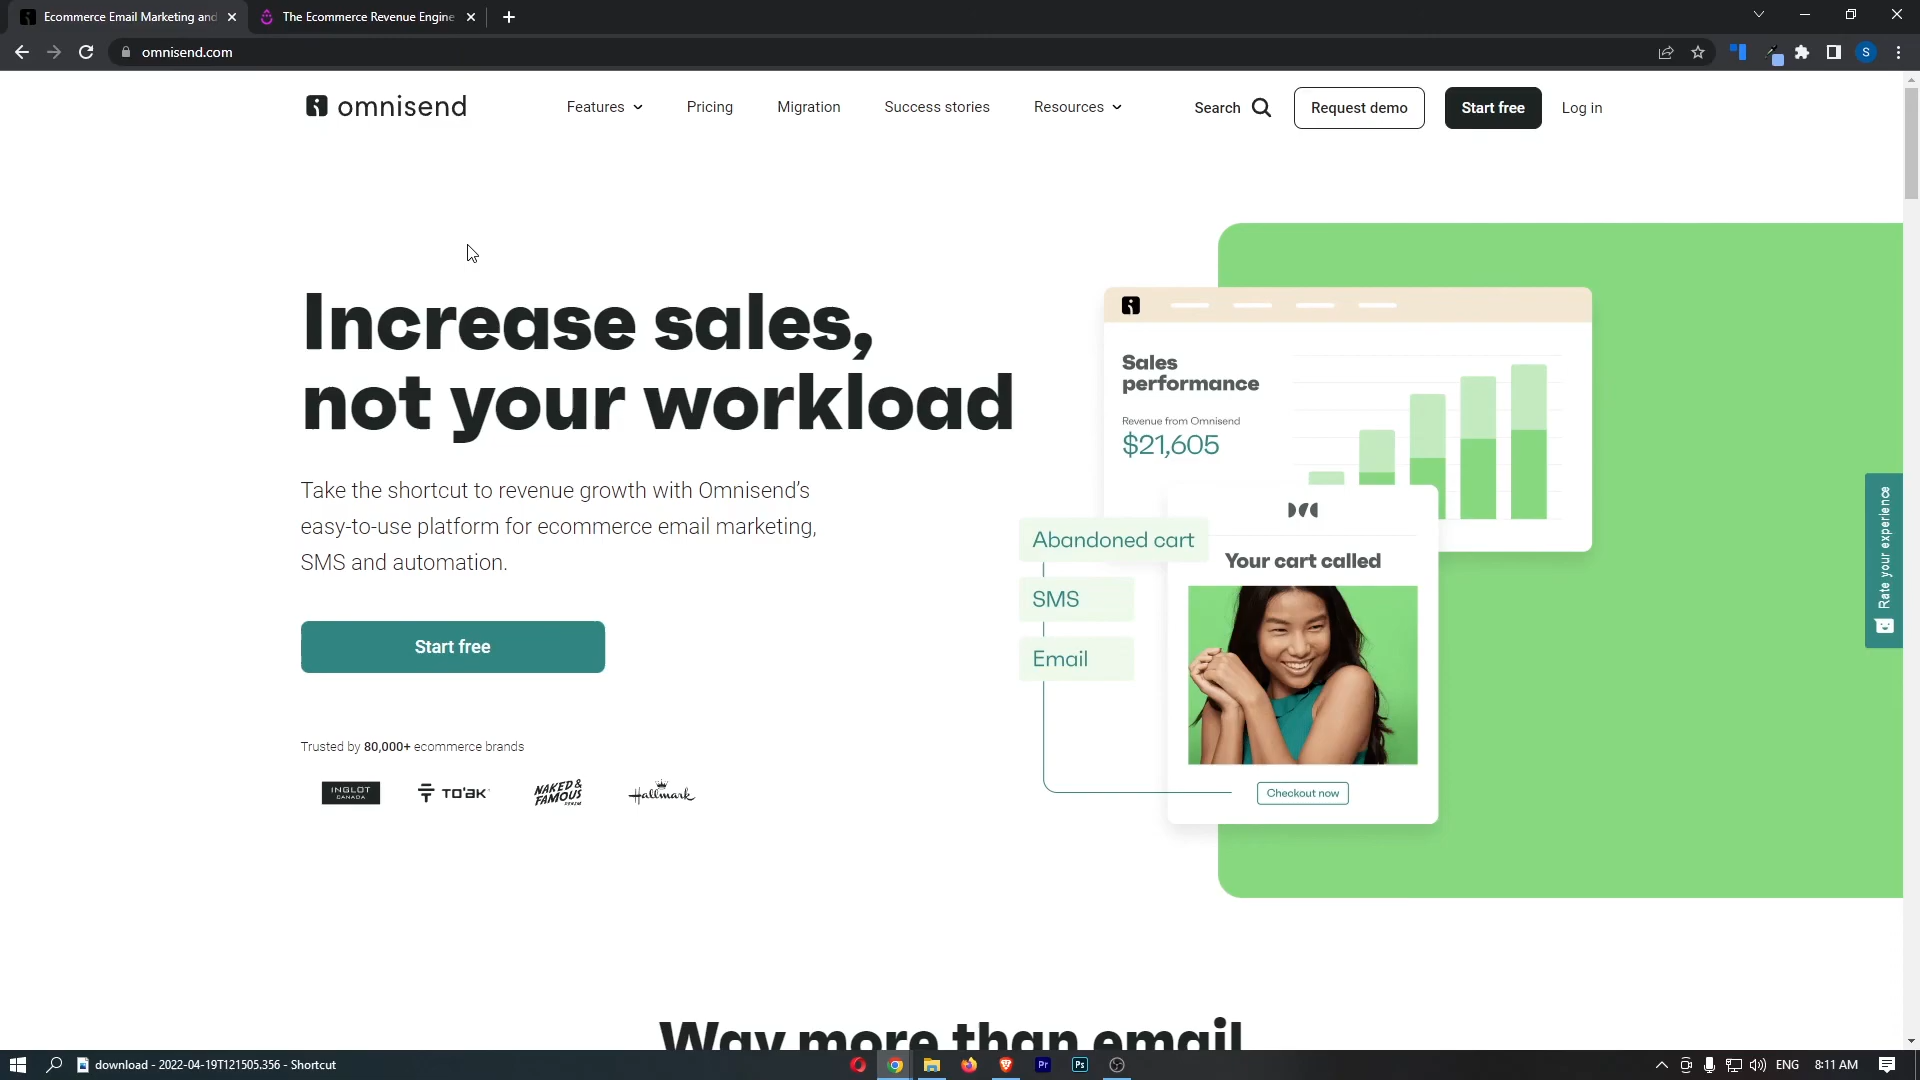 Ecommerce Email Marketing and
The Ecommerce Revenue Engine
omnisend.com
S
omnisend
Features
Pricing
Migration
Success stories
Resources
Search
Request demo
Start free
Log in
Increase sales,
not your workload
Take the shortcut to revenue growth with Omnisend's
easy-to-use platform for ecommerce email marketing,
SMS and automation.
Start free
Trusted by 80,000+ ecommerce brands
INGLOT
CANADA
TO'AK
NAKED &
FAMOUS
DENIM
Hallmark
Sales
performance
Revenue from Omnisend
$21,605
Abandoned cart
SMS
Email
Your cart called
Checkout now
Rate your experience
Way more than email
download - 2022-04-19T121505.356 - Shortcut
Pr
Ps
ENG
8:11 AM